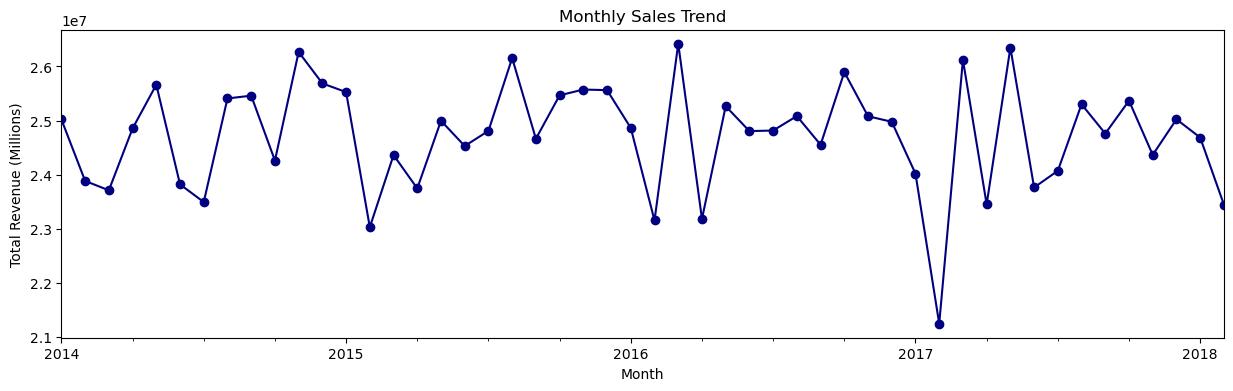 Monthly Sales Trend
1e7
2.6
2.5
2.4
2.3
2.2
2.1
Total Revenue (Millions)
2014
2015
2016
2017
2018
Month